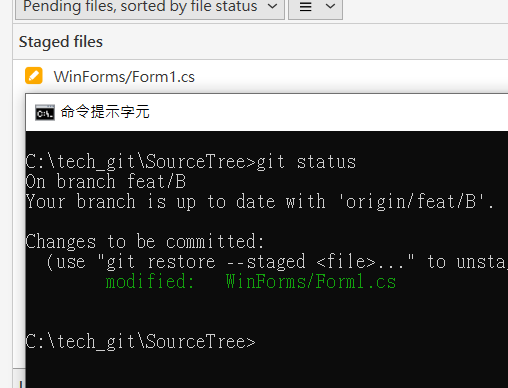 Pending files, sorted by file status
Staged files
WinForms/Form1.cs
命令提示字元
C:\tech_git\SourceTree>git status
On branch feat/B
Your branch is up to date with 'origin/feat/B'.
Changes to be committed:
(use "git restore --staged <file>..." to unsta
modified: WinForms/Form1.cs
C:\tech_git\SourceTree>